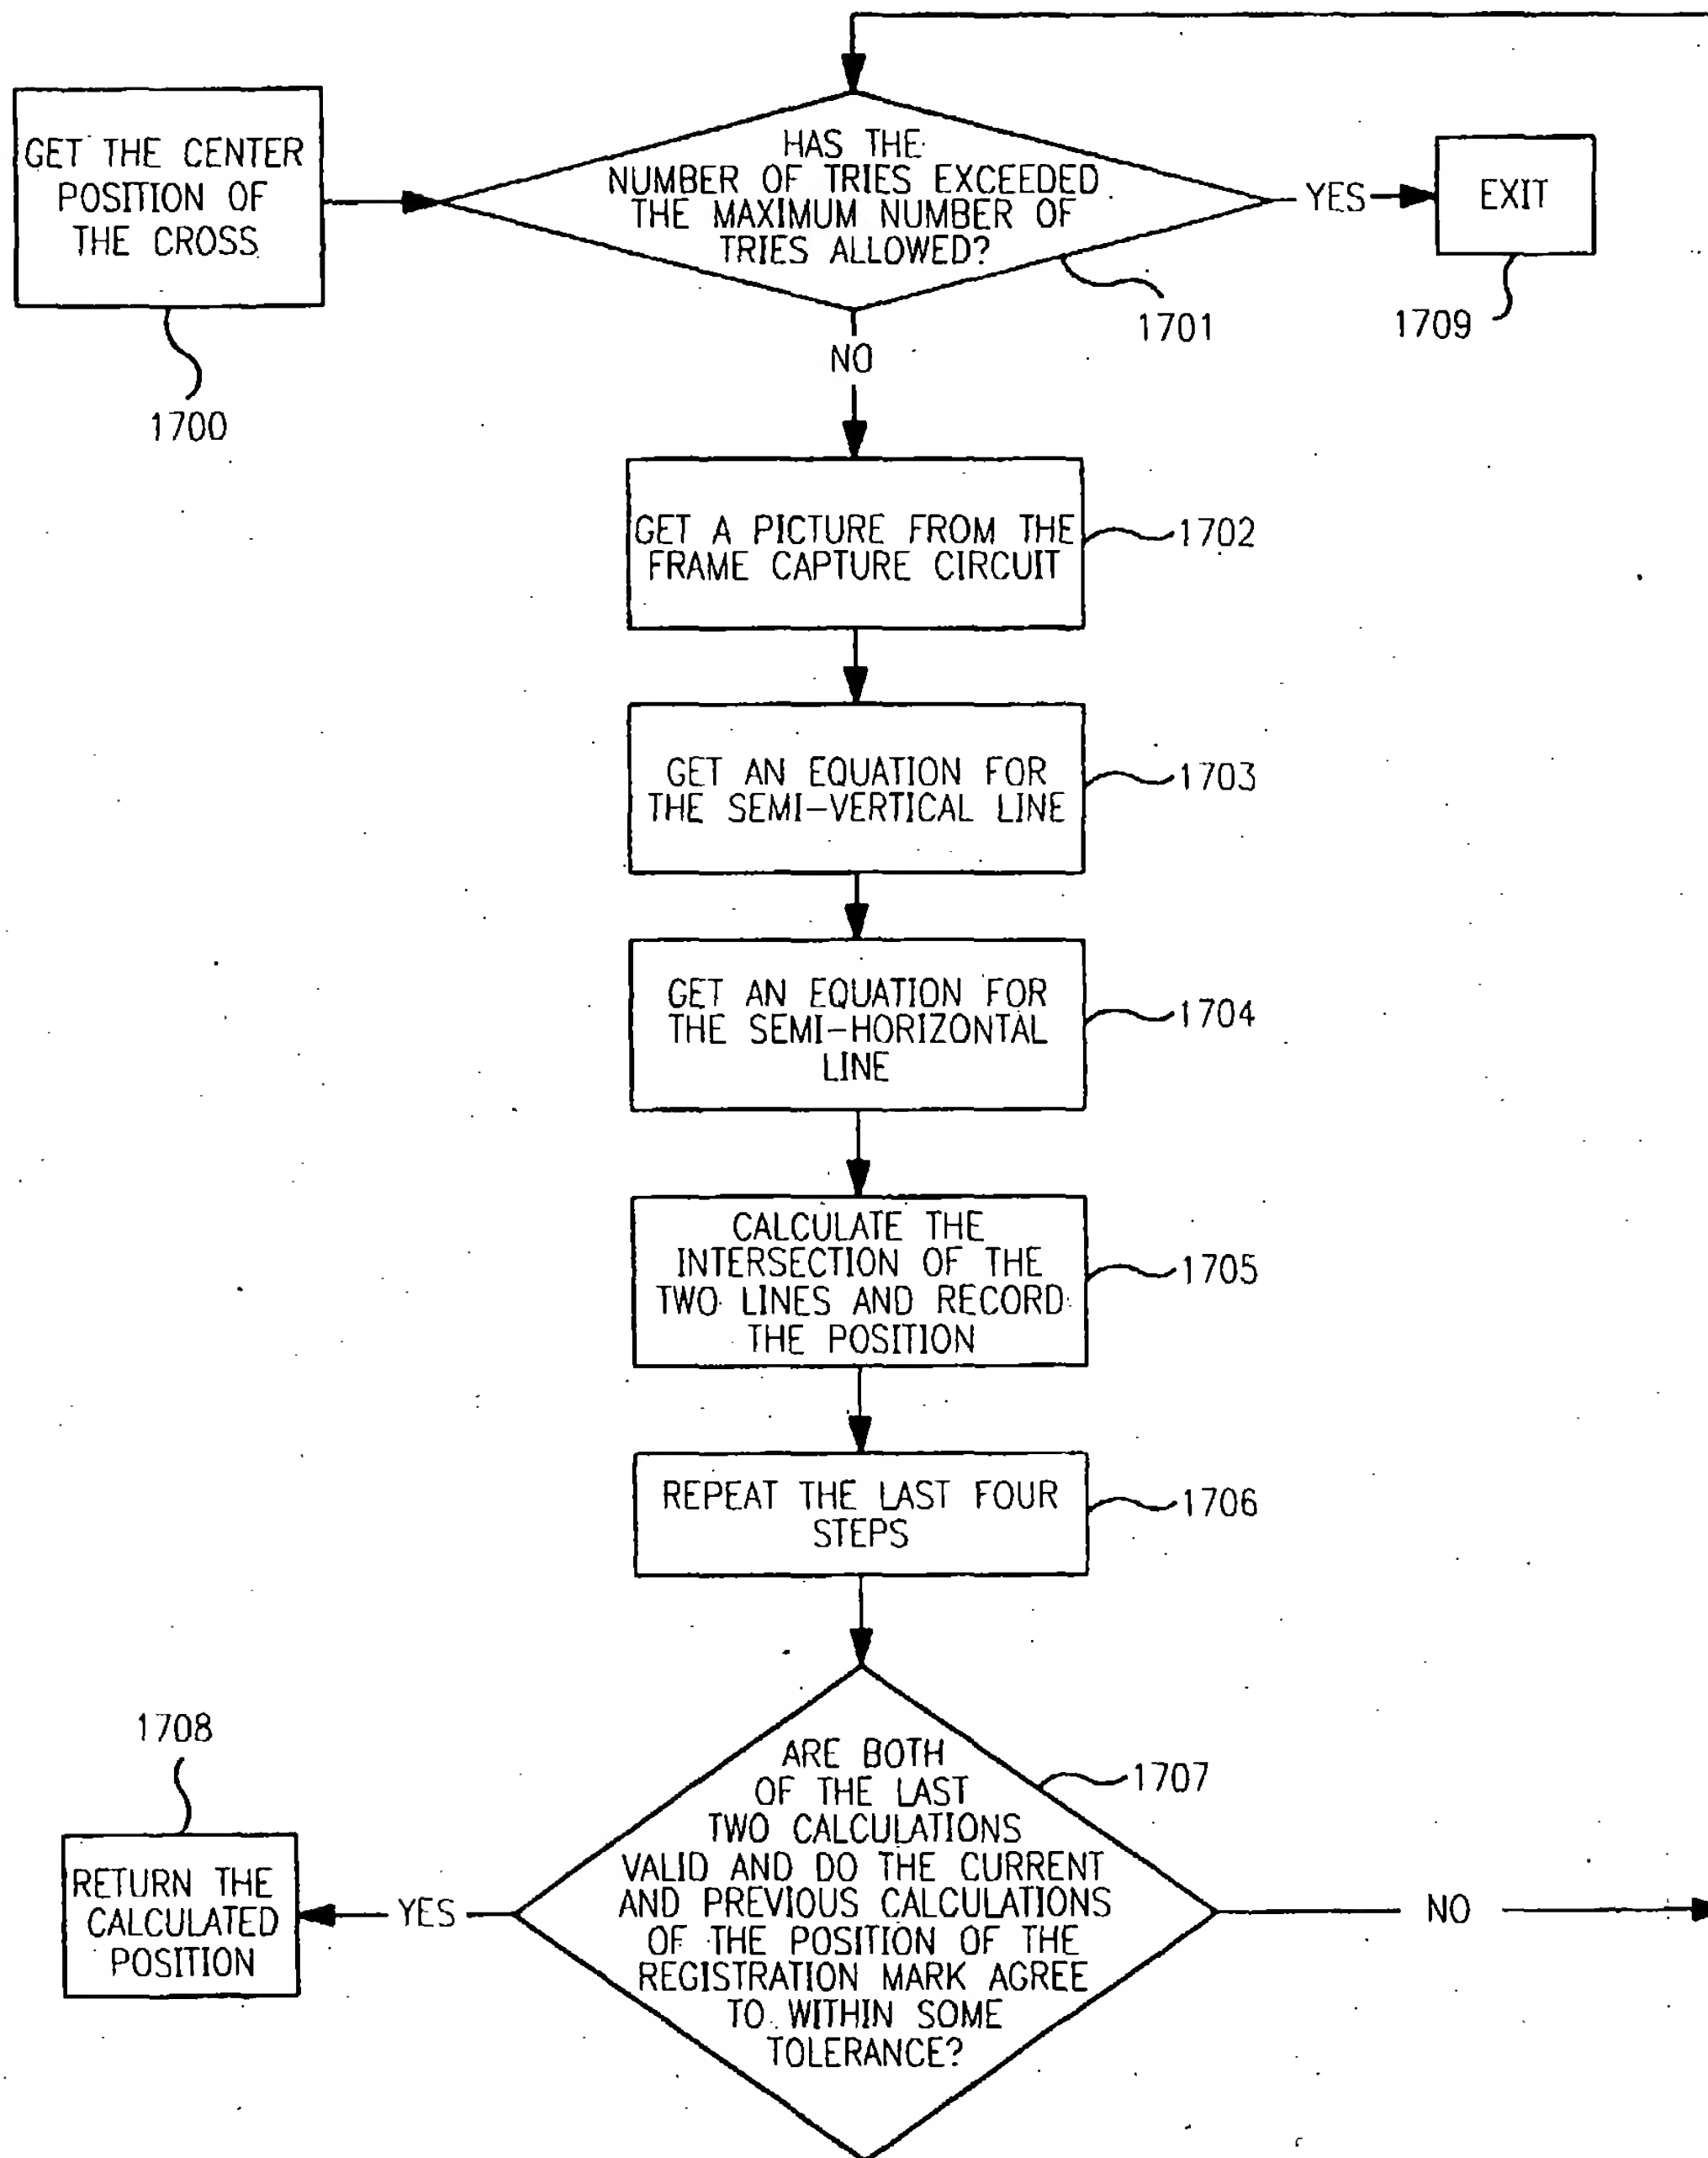 GET THE CENTER
POSITION OF
THE CROSS
1700
HAS THE
NUMBER OF TRIES EXCEEDED
THE MAXIMUM NUMBER OF
TRIES ALLOWED?
1701
YES
EXIT
1709
NO
GET A PICTURE FROM THE
FRAME CAPTURE CIRCUIT
1702
GET AN EQUATION FOR
THE SEMI-VERTICAL LINE
1703
GET AN EQUATION FOR
THE SEMI-HORIZONTAL
LINE
1704
CALCULATE THE
INTERSECTION OF THE
TWO LINES AND RECORD
THE POSITION
1705
REPEAT THE LAST FOUR
STEPS
1706
ARE BOTH
OF THE LAST
TWO CALCULATIONS
VALID AND DO THE CURRENT
AND PREVIOUS CALCULATIONS
OF THE POSITION OF THE
REGISTRATION MARK AGREE
TO WITHIN SOME
TOLERANCE?
1707
YES
NO
1708
RETURN THE
CALCULATED
POSITION